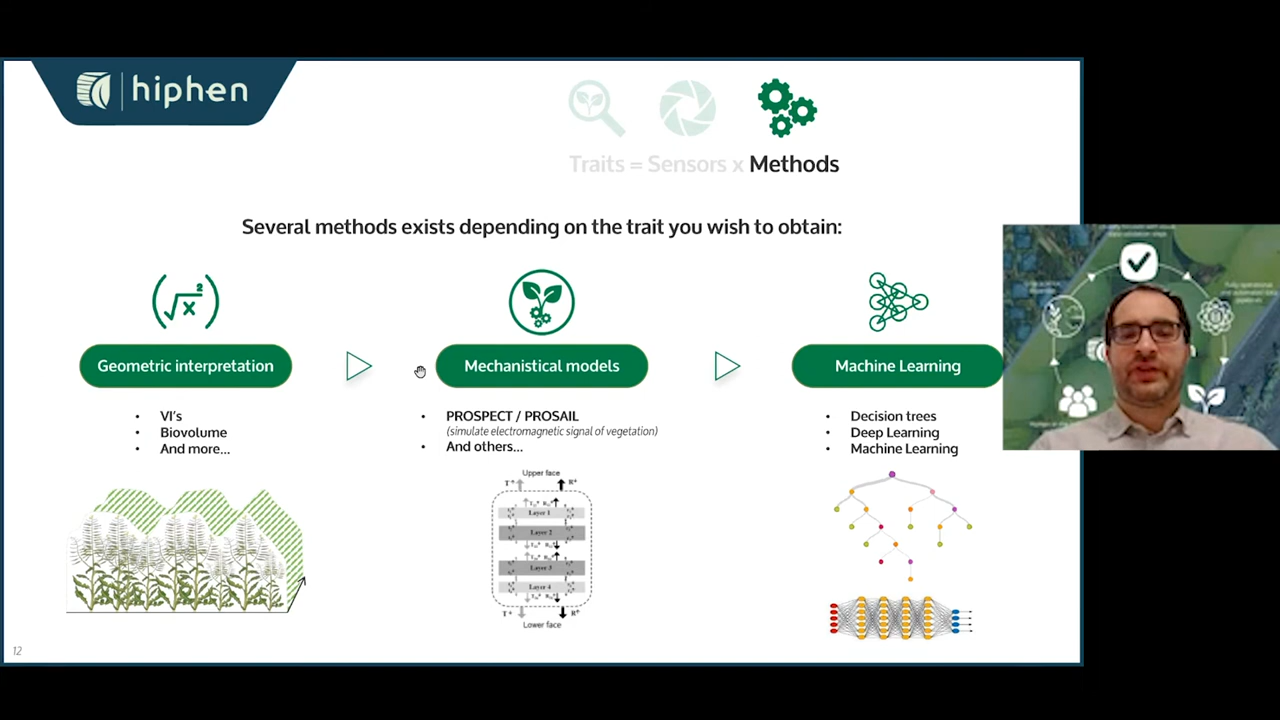 hiphen
Traits = Sensors x Methods
Several methods exists depending on the trait you wish to obtain:
Geometric interpretation
Mechanistical models
Machine Learning
• VI's
• Biovolume
• And more...
• PROSPECT / PROSAIL
(simulate electromagnetic signal of vegetation)
• And others...
• Decision trees
• Deep Learning
• Machine Learning
Upper face
Layer 1
Layer 2
Layer 3
Layer 4
Lower face
12